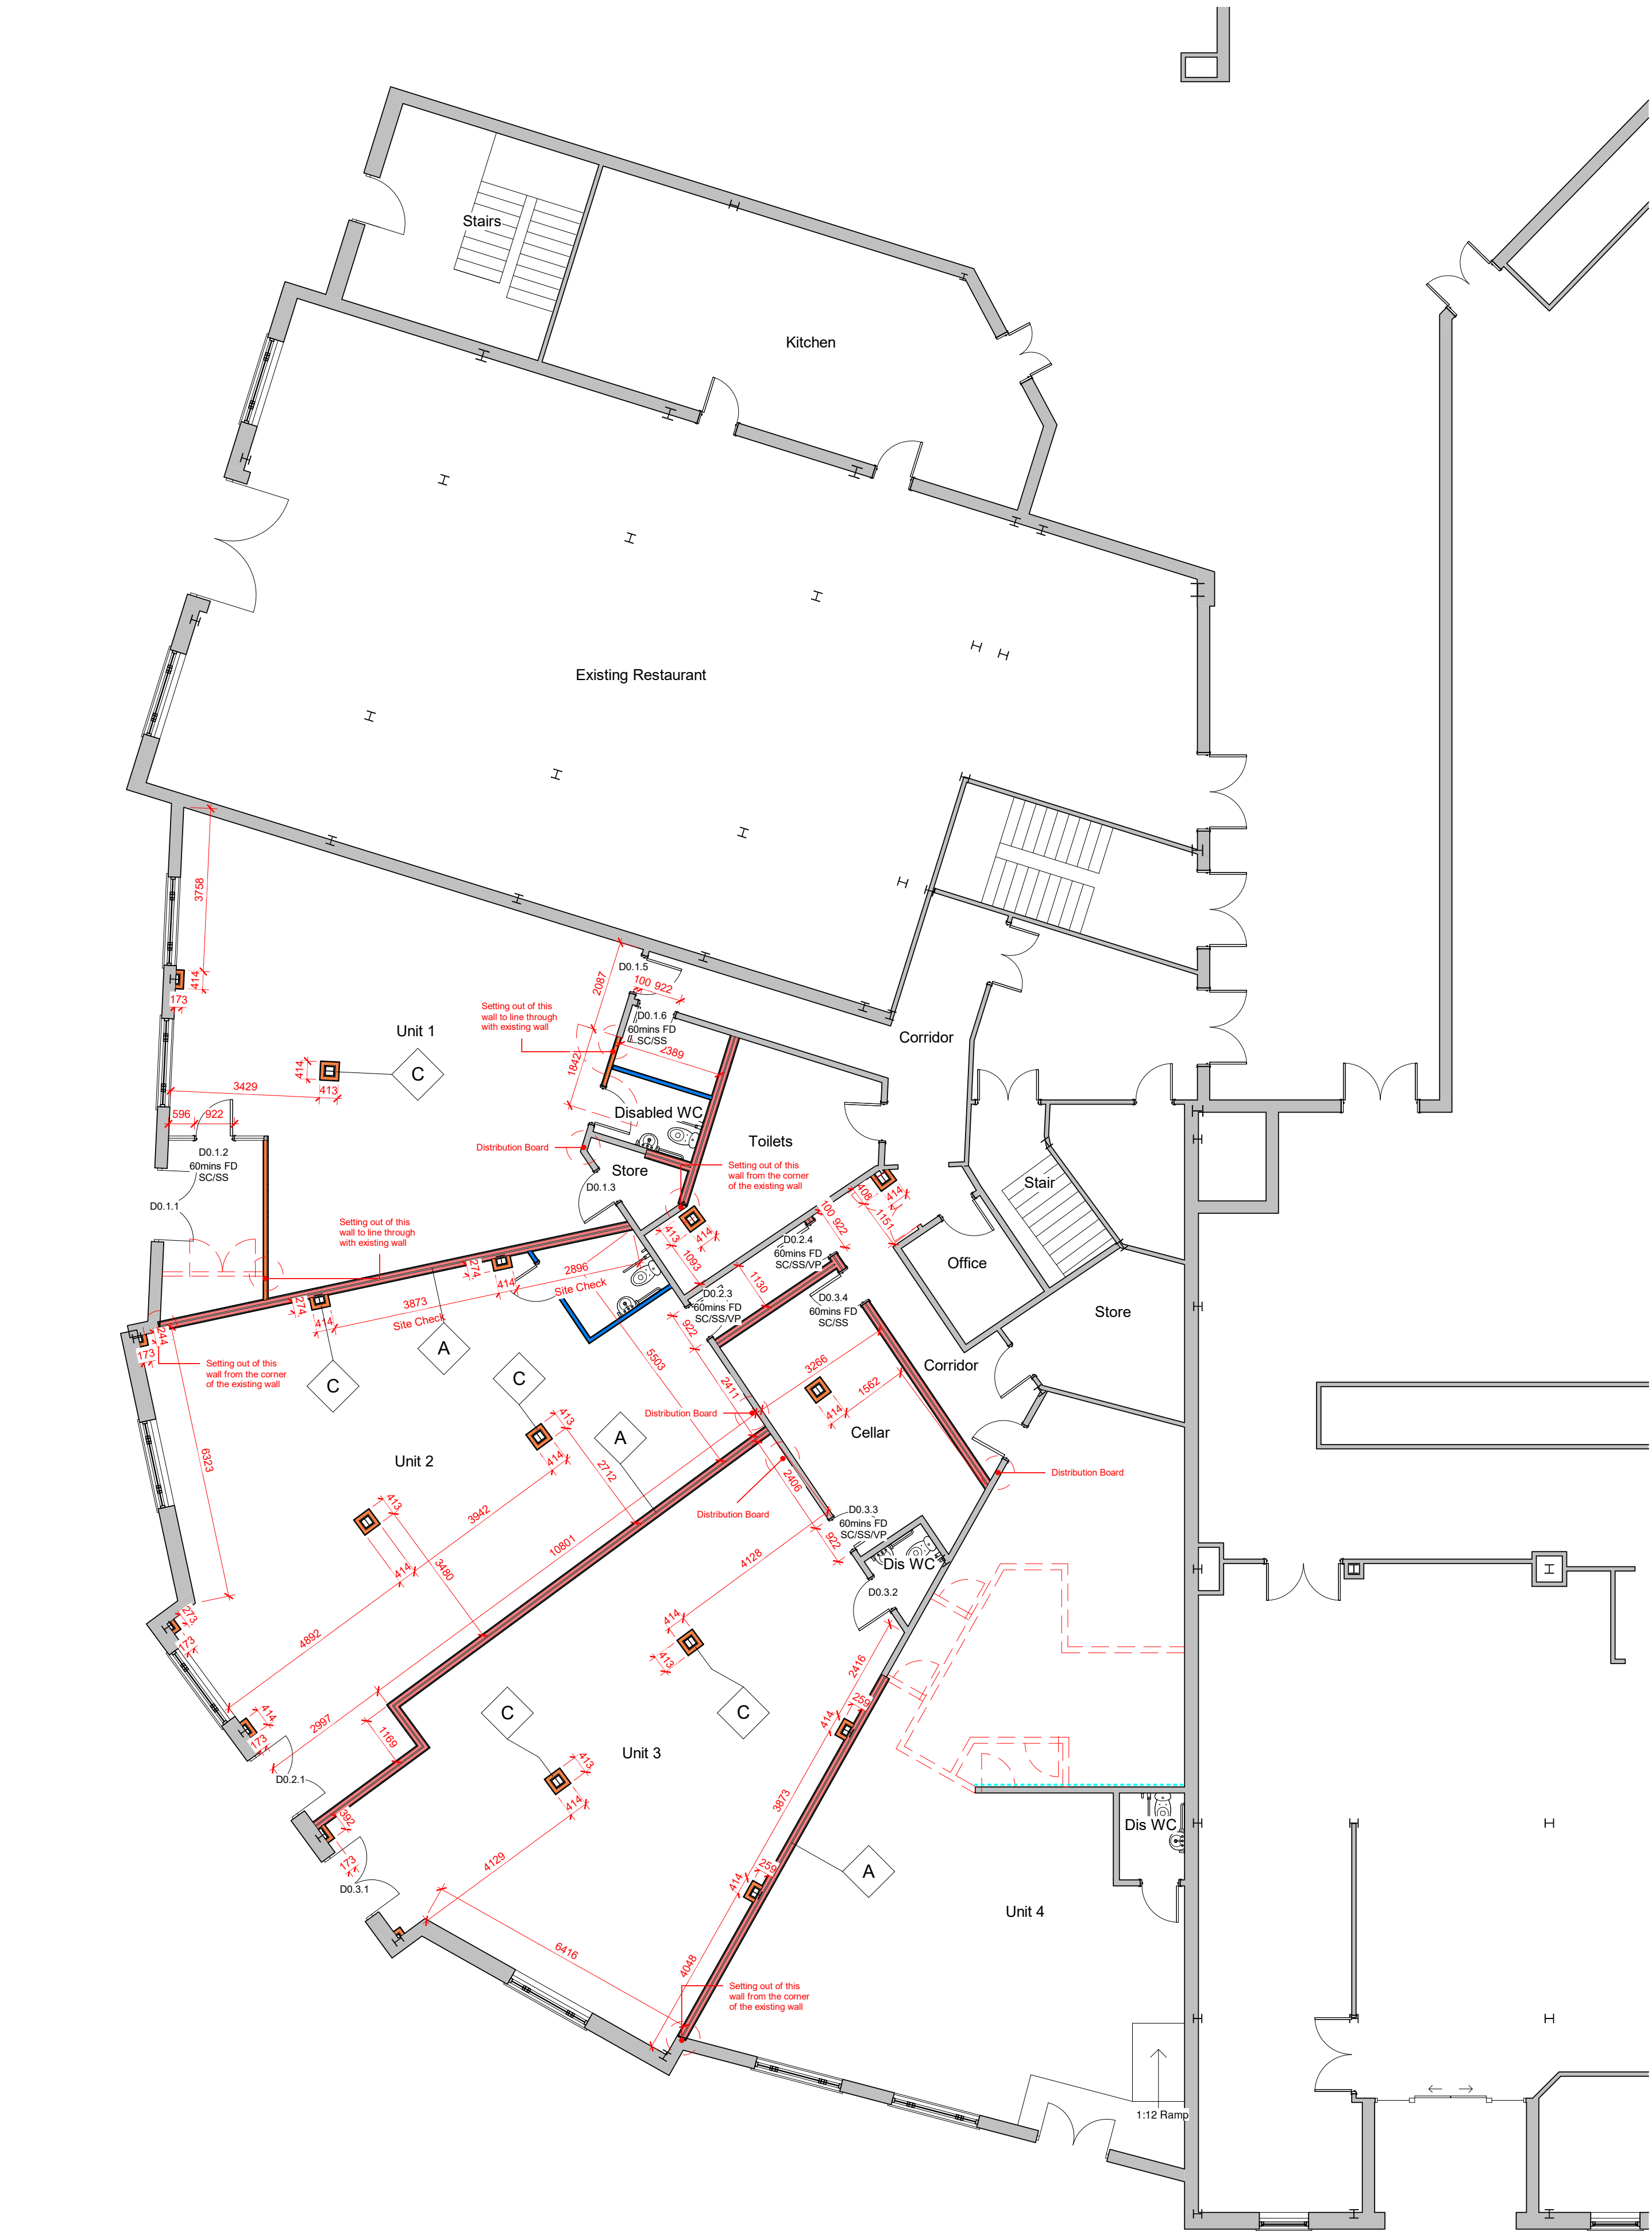 Stairs
Kitchen
Existing Restaurant
3758
414
173
Unit 1
C
414
413
3429
596
922
D0.1.2
60mins FD
SC/SS
D0.1.1
Setting out of this
wall to line through
with existing wall
2087
D0.1.5
100
922
D0.1.6
60mins FD
SC/SS
2389
1842
Disabled WC
Distribution Board
Store
D0.1.3
Toilets
Setting out of this
wall from the corner
of the existing wall
Corridor
Stair
Office
Store
408
414
1151
100
922
D0.2.4
60mins FD
SC/SS/VP
413
414
1093
1130
D0.2.3
60mins FD
SC/SS/VP
D0.3.4
60mins FD
SC/SS
922
Setting out of this
wall to line through
with existing wall
274
414
2896
Site Check
274
414
3873
Site Check
A
C
244
173
Setting out of this
wall from the corner
of the existing wall
C
5503
2411
3266
1562
414
Corridor
Cellar
Distribution Board
A
413
414
2712
Unit 2
6323
2406
Distribution Board
Distribution Board
D0.3.3
60mins FD
SC/SS/VP
922
Dis WC
D0.3.2
413
414
3942
3480
10801
4128
273
173
4892
414
173
2997
1169
D0.2.1
414
413
C
C
Unit 3
2416
259
414
413
414
392
173
D0.3.1
4129
3873
259
414
A
Dis WC
Unit 4
6416
4048
Setting out of this
wall from the corner
of the existing wall
1:12 Ramp